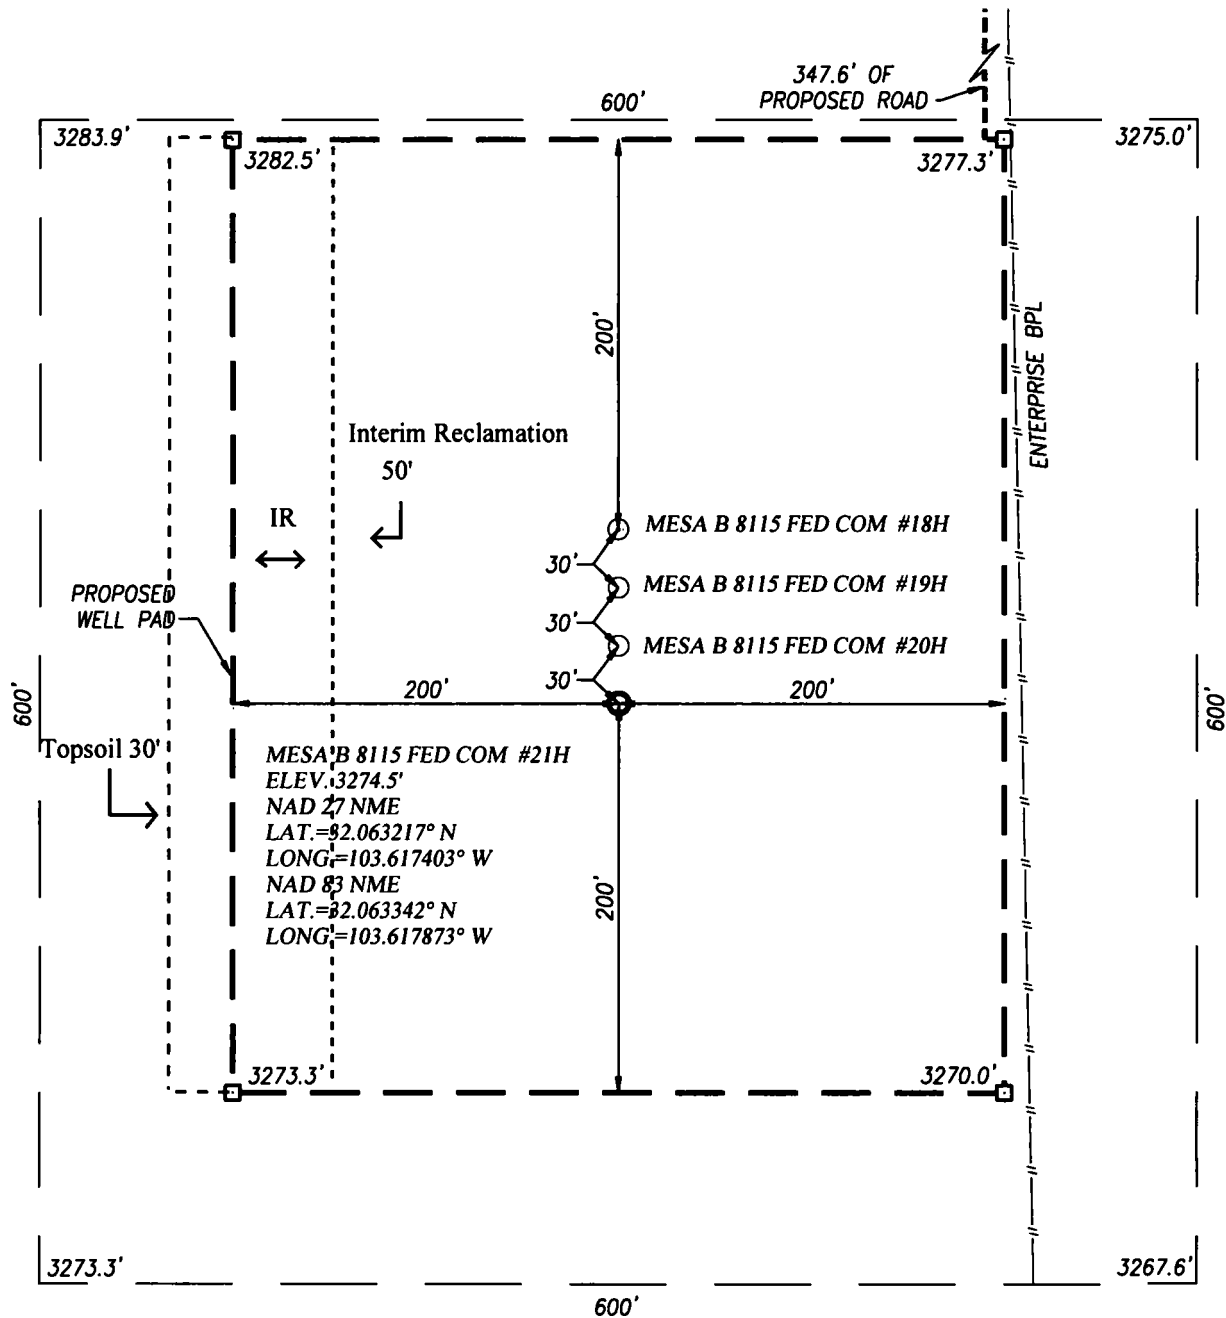 347.6' OF
PROPOSED ROAD
600'
3283.9'
3275.0'
3282.5'
3277.3'
200'
ENTERPRISE BPL
Interim Reclamation
50'
IR
MESA B 8115 FED COM #18H
30'
MESA B 8115 FED COM #19H
30'
MESA B 8115 FED COM #20H
30'
PROPOSED
WELL PAD
200'
200'
600'
600'
Topsoil 30'
MESA B 8115 FED COM #21H
ELEV. 3274.5'
NAD 27 NME
LAT.=32.063217° N
LONG.=103.617403° W
NAD 83 NME
LAT.=32.063342° N
LONG.=103.617873° W
200'
3273.3'
3270.0'
3273.3'
3267.6'
600'